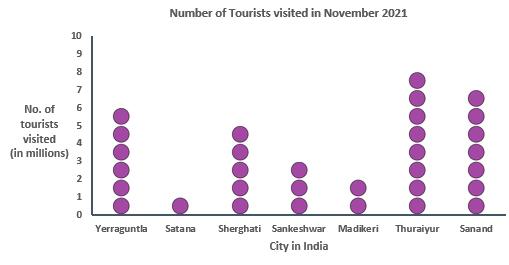 Number of Tourists visited in November 2021
10
9
8
7
6
5
4
3
2
1
0
No. of
tourists
visited
(in millions)
Yerraguntla Satana Sherghati Sankeshwar Madikeri Thuraiyur Sanand
City in India